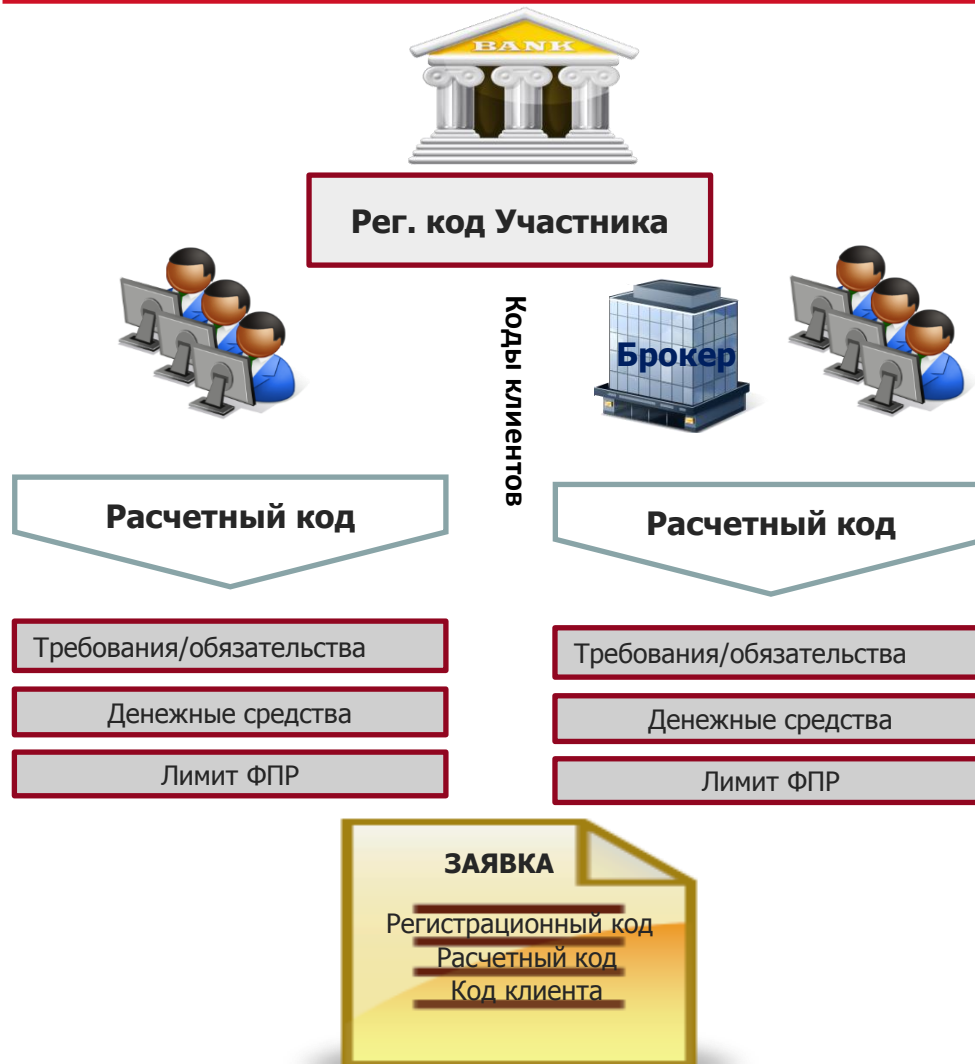 BANK
Рег. код Участника
Коды клиентов
Брокер
Расчетный код
Расчетный код
Требования/обязательства
Денежные средства
Лимит ФПР
Требования/обязательства
Денежные средства
Лимит ФПР
ЗАЯВКА
Регистрационный код
Расчетный код
Код клиента